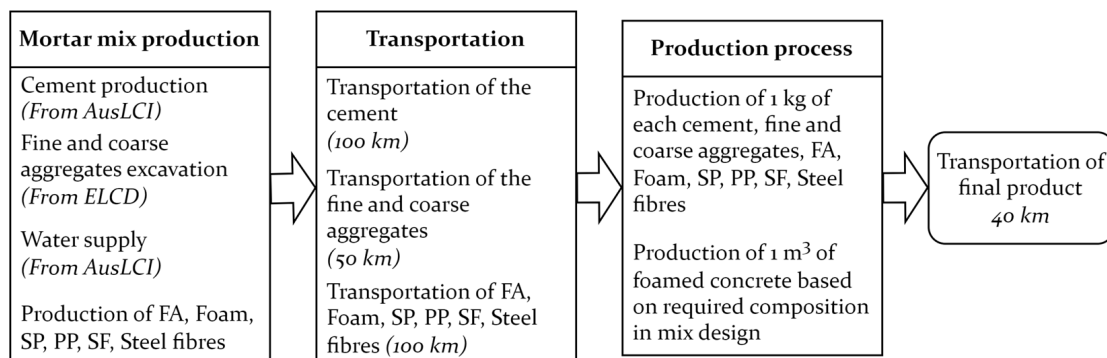 Mortar mix production
Cement production
(From AusLCI)
Fine and coarse
aggregates excavation
(From ELCD)
Water supply
(From AusLCI)
Production of FA, Foam,
SP, PP, SF, Steel fibres
Transportation
Transportation of the
cement
(100 km)
Transportation of the
fine and coarse
aggregates
(50 km)
Transportation of FA,
Foam, SP, PP, SF, Steel
fibres (100 km)
Production process
Production of 1 kg of
each cement, fine and
coarse aggregates, FA,
Foam, SP, PP, SF, Steel
fibres
Production of 1 m³ of
foamed concrete based
on required composition
in mix design
Transportation of
final product
40 km